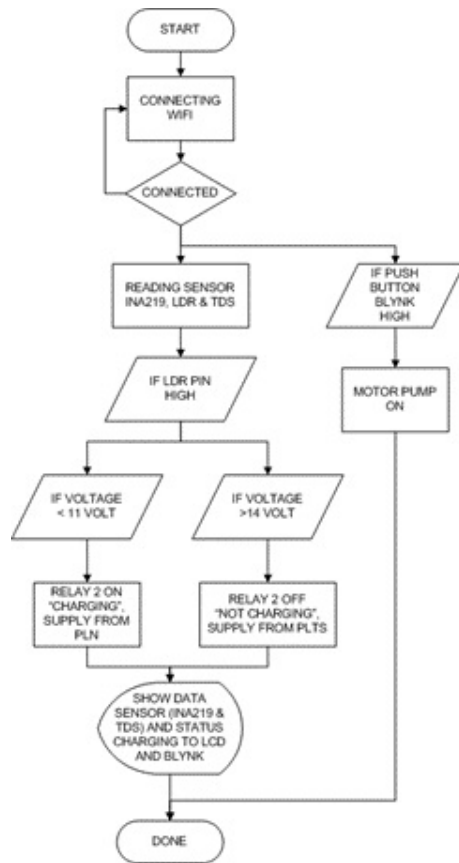 START
CONNECTING
WIFI
CONNECTED
READING SENSOR
INA219, LDR & TDS
IF PUSH
BUTTON
BLYNK
HIGH
IF LDR PIN
HIGH
MOTOR PUMP
ON
IF VOLTAGE
< 11 VOLT
IF VOLTAGE
>14 VOLT
RELAY 2 ON
"CHARGING",
SUPPLY FROM
PLN
RELAY 2 OFF
"NOT CHARGING",
SUPPLY FROM PLTS
SHOW DATA
SENSOR (INA219 &
TDS) AND STATUS
CHARGING TO LCD
AND BLYNK
DONE